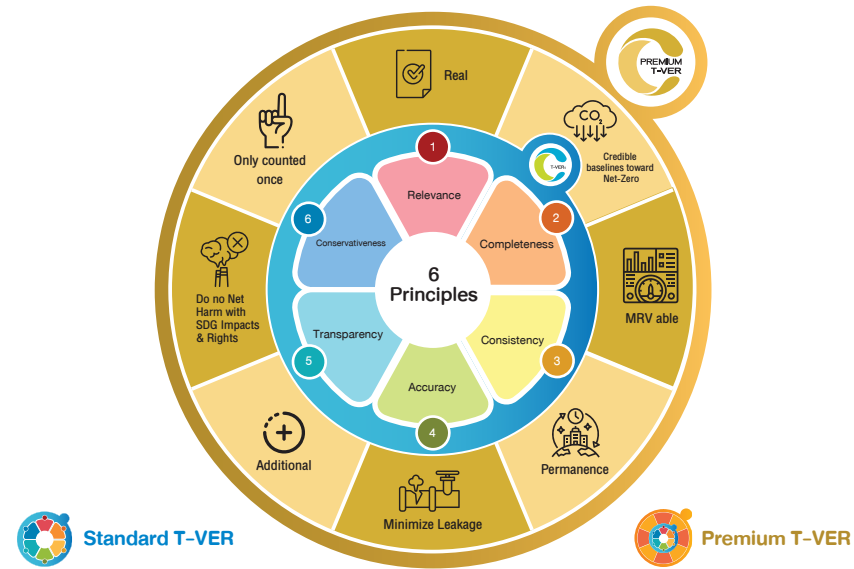 PREMIUM
T-VER
Real
CO2
Credible
baselines toward
Net-Zero
Only counted
once
T-VER
1
Relevance
6
2
Conservativeness
Completeness
6
Principles
Do no Net
Harm with
SDG Impacts
& Rights
MRV able
Transparency
Consistency
5
3
Accuracy
4
Additional
Permanence
Minimize Leakage
Standard T-VER
Premium T-VER